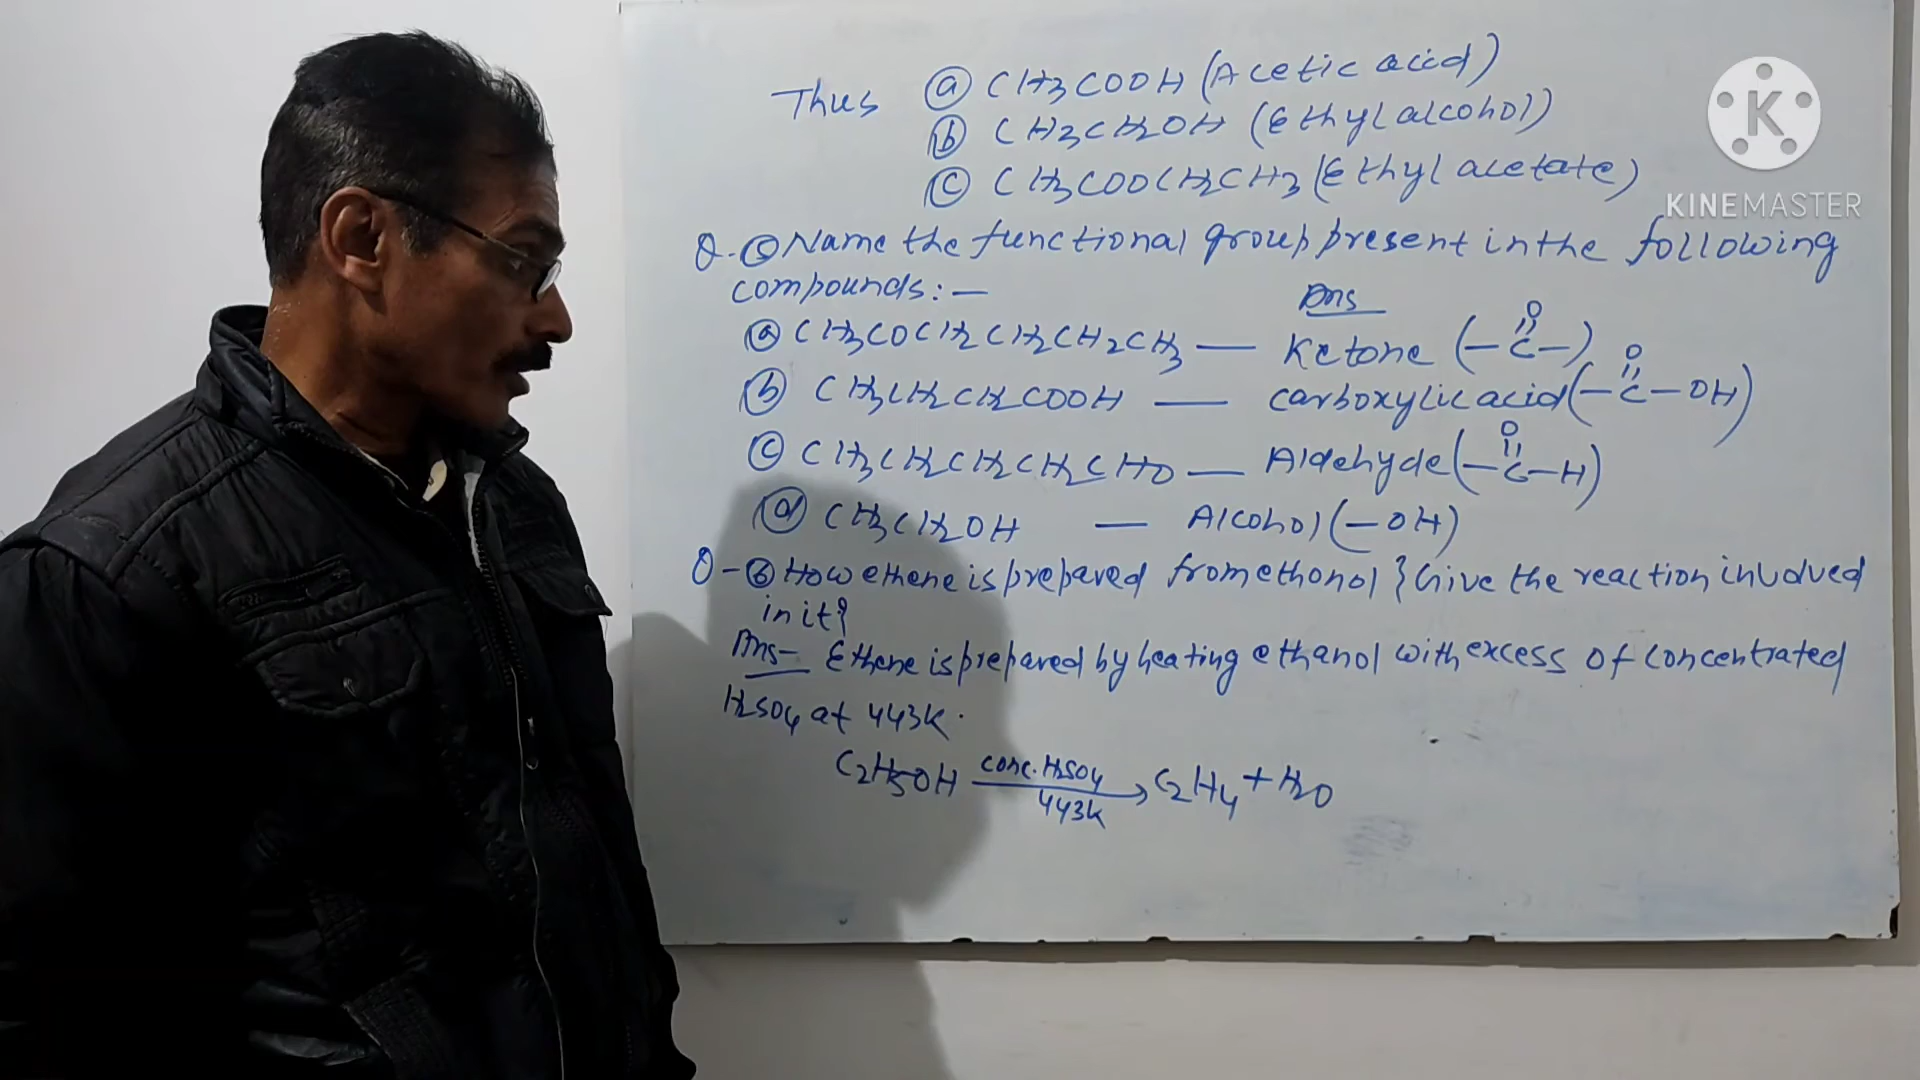 Thus ⓐ CH3COOH (Acetic acid)
ⓑ CH3CH2OH (Ethyl alcohol)
ⓒ CH3COOCH2CH3 (Ethyl acetate)
K
KINEMASTER
Q-⑤ Name the functional group present in the following
compounds:—
Ans
ⓐ CH3COCH2CH2CH2CH3 — Ketone (-C-)
O
ⓑ CH3CH2CH2COOH — carboxylic acid (-C-OH)
O
ⓒ CH3CH2CH2CH2CHO — Aldehyde (-C-H)
O
ⓓ CH3CH2OH — Alcohol (-OH)
Q-⑥ How ethene is prepared from ethonol } Give the reaction involved
in it?
Ans- Ethene is prepared by heating ethanol with excess of concentrated
H2SO4 at 443K.
C2H5OH conc. H2SO4 → C2H4 + H2O
443K